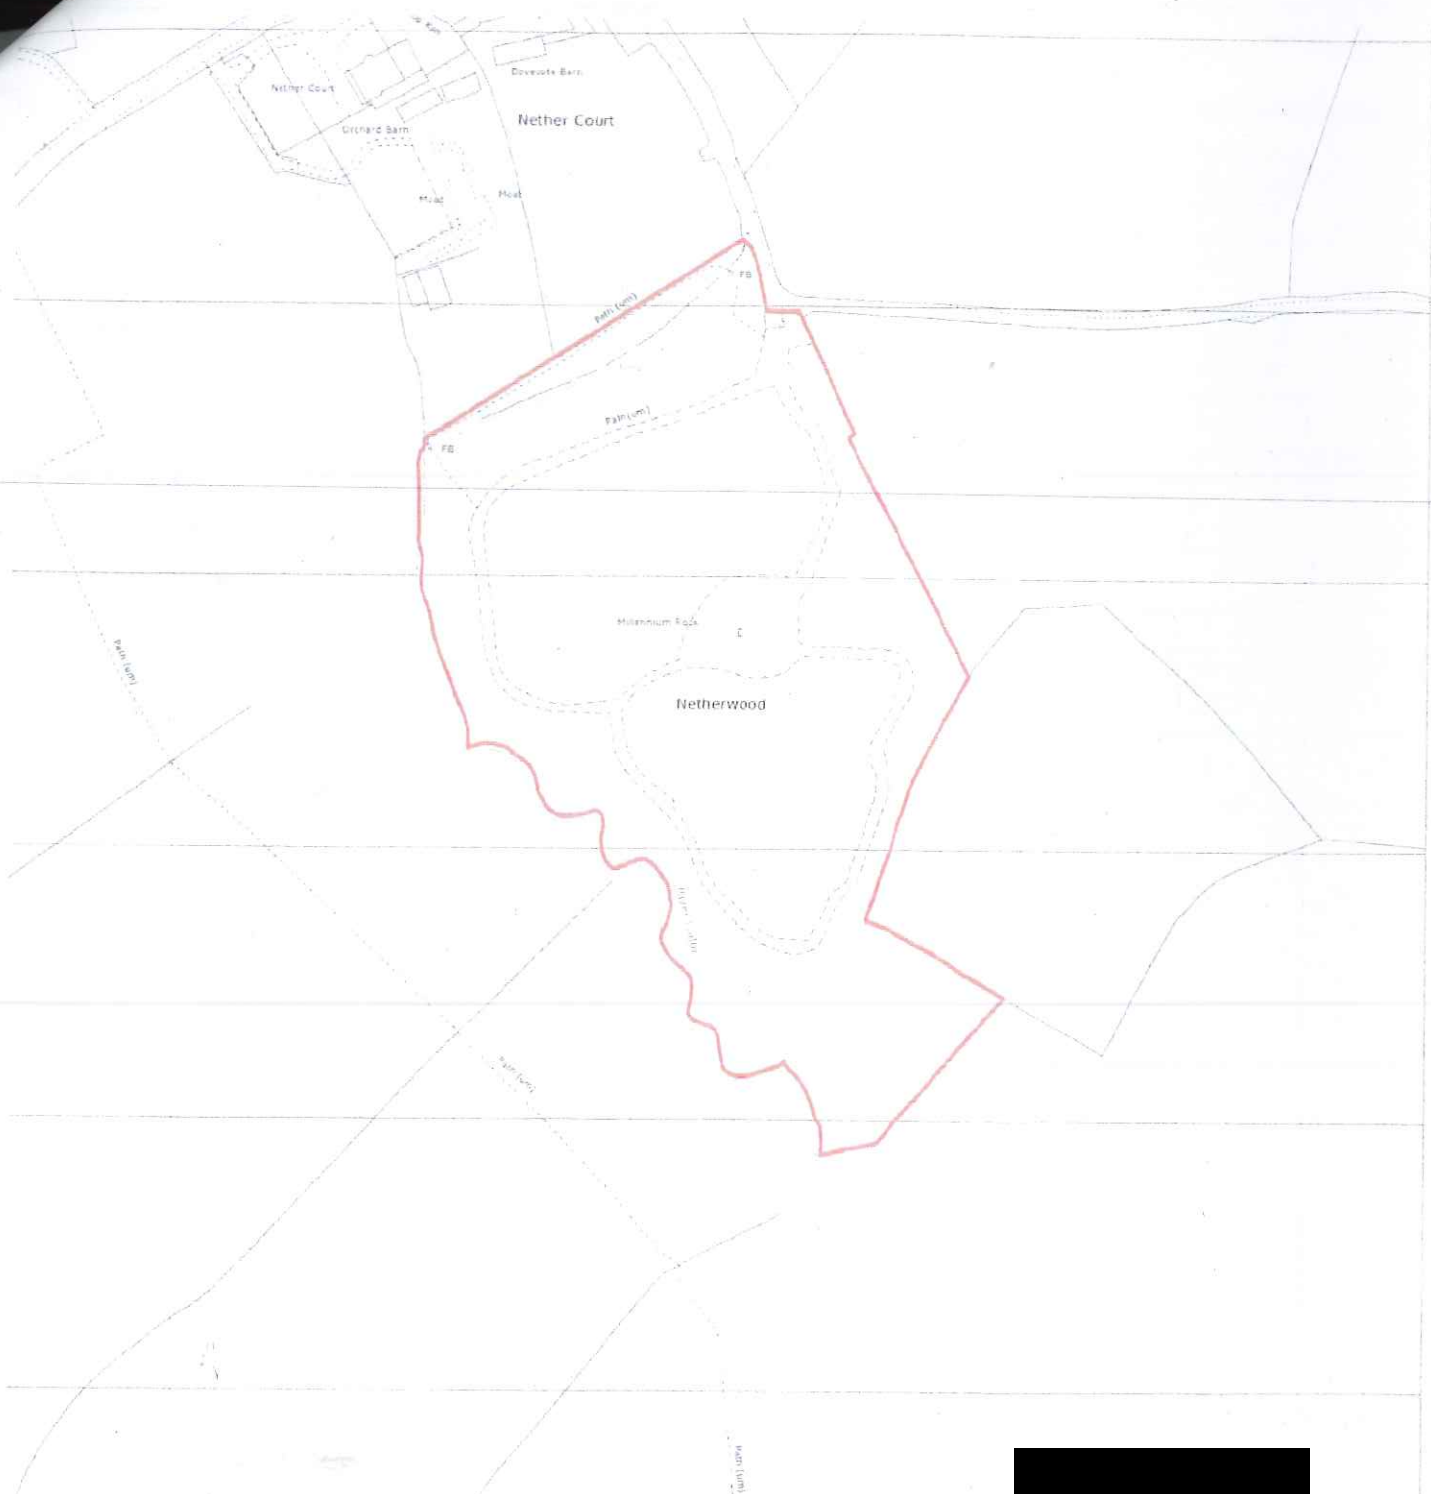 Dovecote Barn
Nether Court
Nether Court
Orchard Barn
Moat
Moat
FB
Path (um)
Path (um)
FB
Millennium Rock
Netherwood
Path (um)
Path (um)
Path (um)